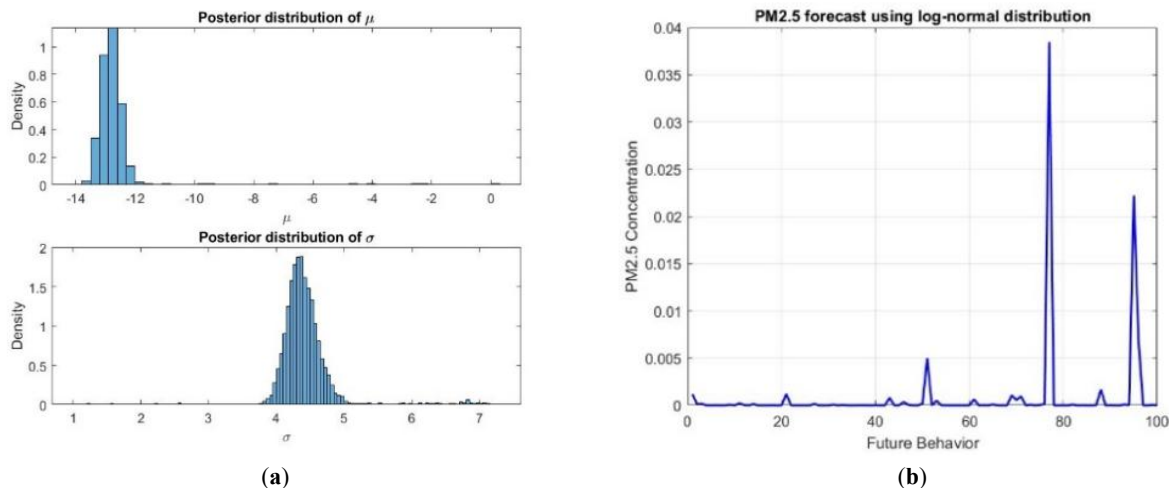 Posterior distribution of μ
Density
1
0.8
0.6
0.4
0.2
0
-14 -12 -10 -8 -6 -4 -2 0
μ
Posterior distribution of σ
Density
2
1.5
1
0.5
0
1 2 3 4 5 6 7
σ
(a)
PM2.5 forecast using log-normal distribution
PM2.5 Concentration
0.04
0.035
0.03
0.025
0.02
0.015
0.01
0.005
0
0 20 40 60 80 100
Future Behavior
(b)